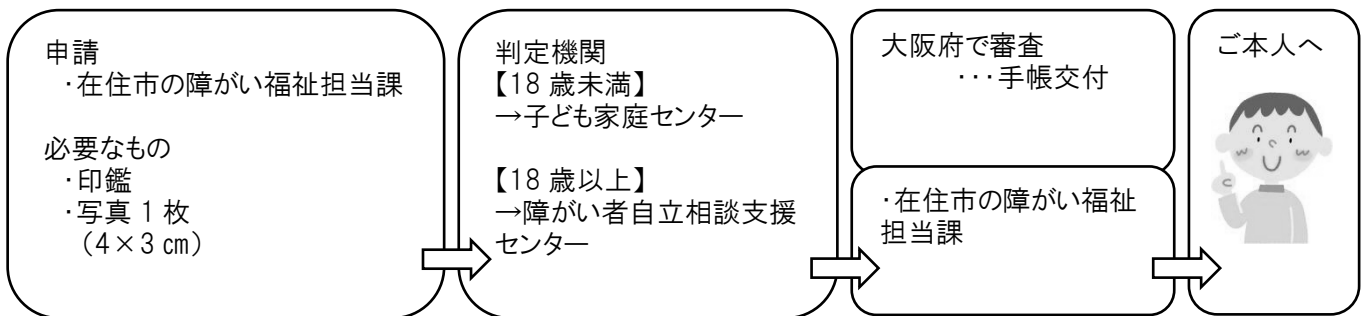 申請
・在住市の障がい福祉担当課
必要なもの
・印鑑
・写真 1 枚
（4×3 ㎝）
判定機関
【18 歳未満】
→子ども家庭センター
【18 歳以上】
→障がい者自立相談支援
センター
大阪府で審査
・・・手帳交付
・在住市の障がい福祉
担当課
ご本人へ